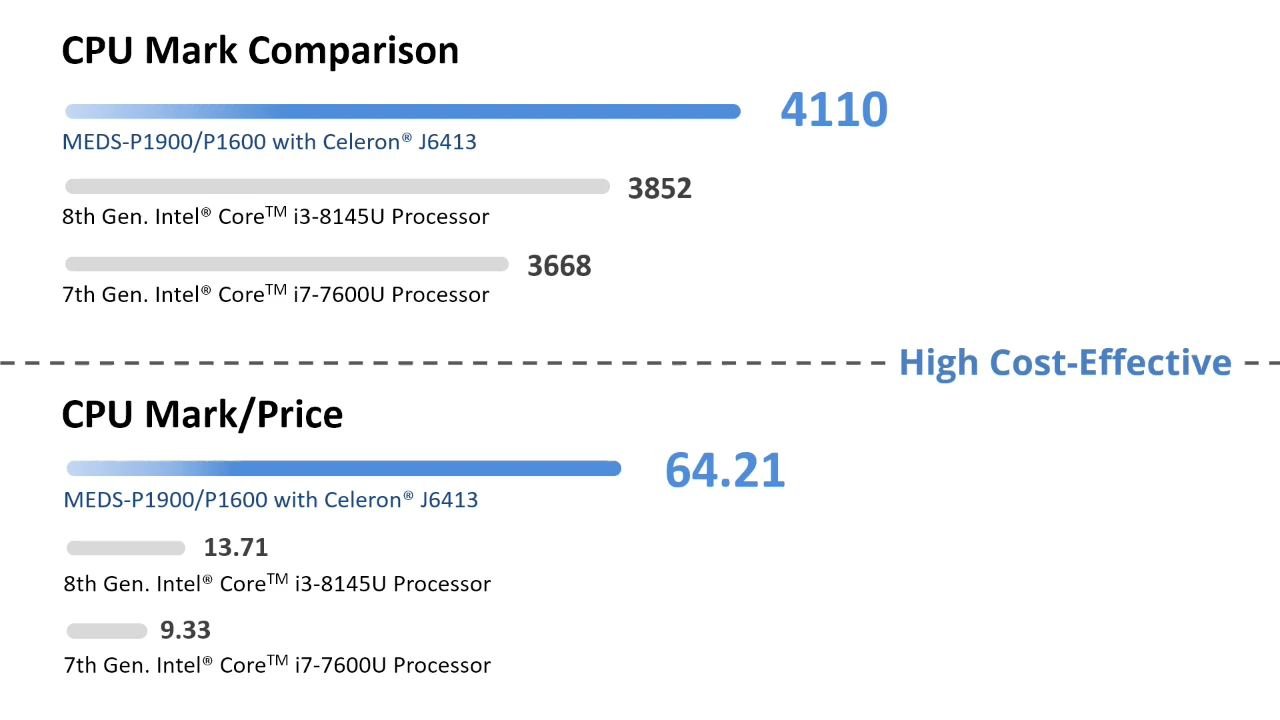 CPU Mark Comparison
4110
MEDS-P1900/P1600 with Celeron® J6413
3852
8th Gen. Intel® Core™ i3-8145U Processor
3668
7th Gen. Intel® Core™ i7-7600U Processor
High Cost-Effective
CPU Mark/Price
64.21
MEDS-P1900/P1600 with Celeron® J6413
13.71
8th Gen. Intel® Core™ i3-8145U Processor
9.33
7th Gen. Intel® Core™ i7-7600U Processor